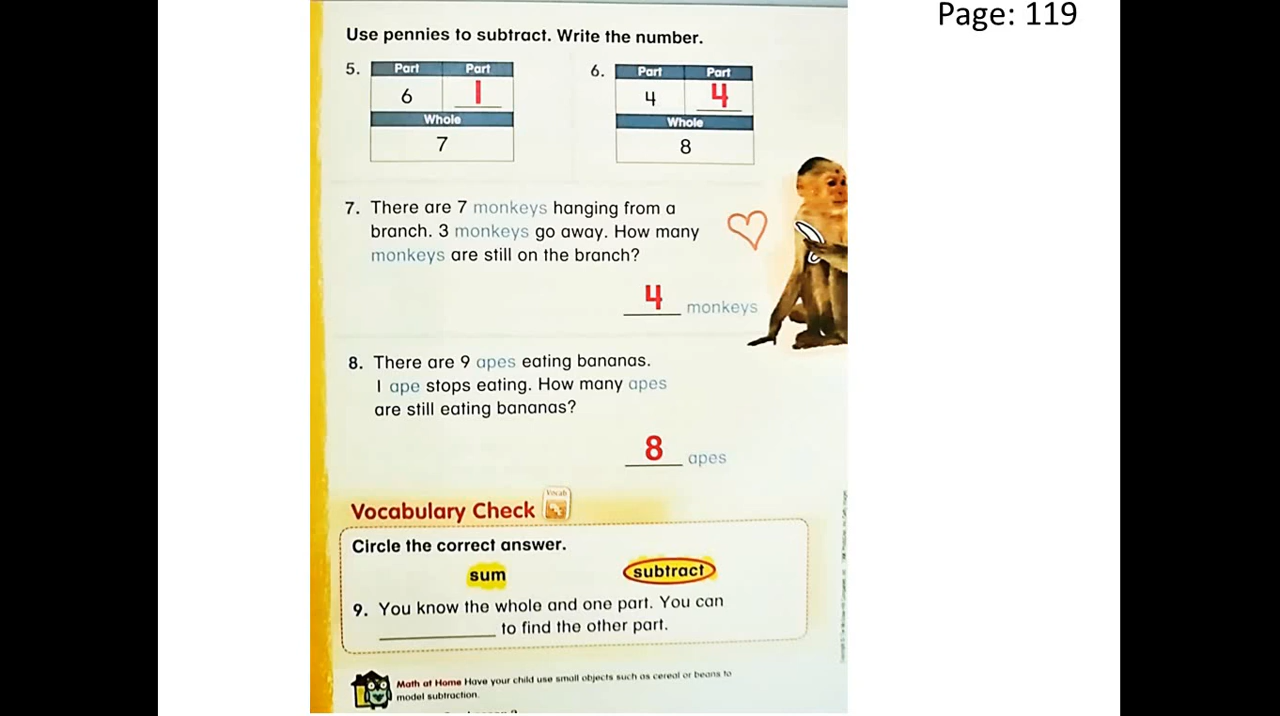 Page: 119
Use pennies to subtract. Write the number.
5. Part Part
6 1
Whole
7
6. Part Part
4 4
Whole
8
7. There are 7 monkeys hanging from a
branch. 3 monkeys go away. How many
monkeys are still on the branch?
4 monkeys
8. There are 9 apes eating bananas.
1 ape stops eating. How many apes
are still eating bananas?
8 apes
Vocabulary Check Vocab
Circle the correct answer.
sum subtract
9. You know the whole and one part. You can
__________ to find the other part.
Math at Home Have your child use small objects such as cereal or beans to
model subtraction.